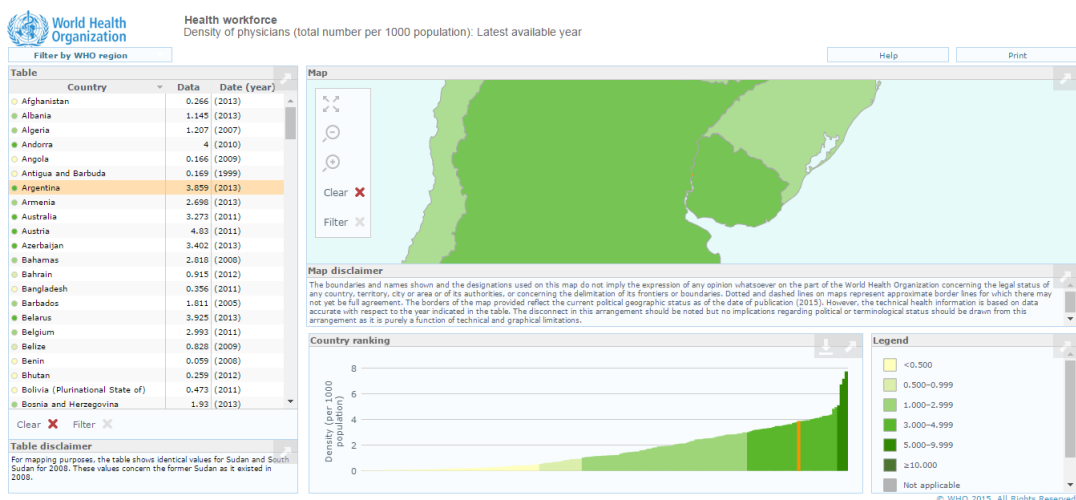 World Health
Organization
Health workforce
Density of physicians (total number per 1000 population): Latest available year
Filter by WHO region
Help
Print
Table
Country Data Date (year)
Afghanistan 0.266 (2013)
Albania 1.145 (2013)
Algeria 1.207 (2007)
Andorra 4 (2010)
Angola 0.166 (2009)
Antigua and Barbuda 0.169 (1999)
Argentina 3.859 (2013)
Armenia 2.698 (2013)
Australia 3.273 (2011)
Austria 4.83 (2011)
Azerbaijan 3.402 (2013)
Bahamas 2.818 (2008)
Bahrain 0.915 (2012)
Bangladesh 0.356 (2011)
Barbados 1.811 (2005)
Belarus 3.925 (2013)
Belgium 2.993 (2011)
Belize 0.828 (2009)
Benin 0.059 (2008)
Bhutan 0.259 (2012)
Bolivia (Plurinational State of) 0.473 (2011)
Bosnia and Herzegovina 1.93 (2013)
Clear Filter
Table disclaimer
For mapping purposes, the table shows identical values for Sudan and South
Sudan for 2008. These values concern the former Sudan as it existed in
2008.
Map
Clear
Filter
Map disclaimer
The boundaries and names shown and the designations used on this map do not imply the expression of any opinion whatsoever on the part of the World Health Organization concerning the legal status of
any country, territory, city or area or of its authorities, or concerning the delimitation of its frontiers or boundaries. Dotted and dashed lines on maps represent approximate border lines for which there may
not yet be full agreement. The borders of the map provided reflect the current political geographic status as of the date of publication (2015). However, the technical health information is based on data
accurate with respect to the year indicated in the table. The disconnect in this arrangement should be noted but no implications regarding political or terminological status should be drawn from this
arrangement as it is purely a function of technical and graphical limitations.
Country ranking
Density (per 1000
population)
8
6
4
2
0
Legend
<0.500
0.500–0.999
1.000–2.999
3.000–4.999
5.000–9.999
≥10.000
Not applicable
© WHO 2015. All Rights Reserved